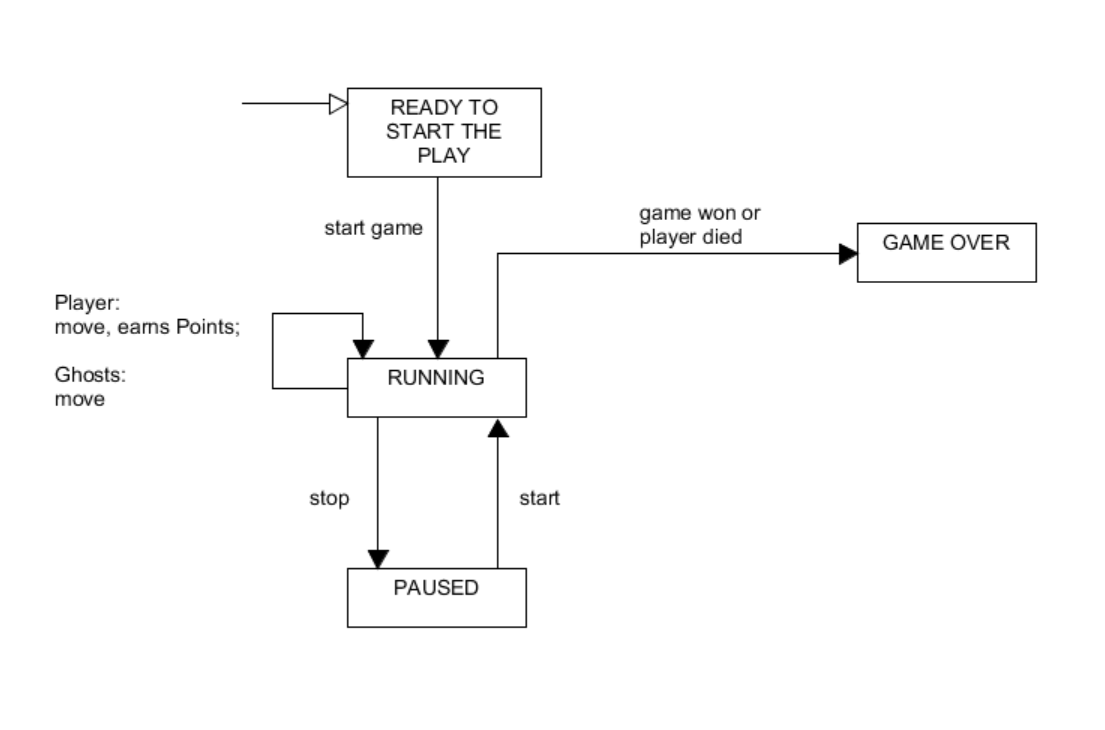 READY TO
START THE
PLAY
start game
game won or
player died
GAME OVER
Player:
move, earns Points;
Ghosts:
move
RUNNING
stop
start
PAUSED